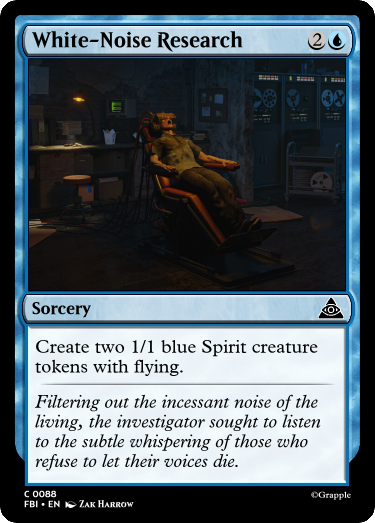 White-Noise Research 2
Sorcery
Create two 1/1 blue Spirit creature
tokens with flying.
Filtering out the incessant noise of the
living, the investigator sought to listen
to the subtle whispering of those who
refuse to let their voices die.
C 0088
FBI • EN Zak Harrow
©Grapple